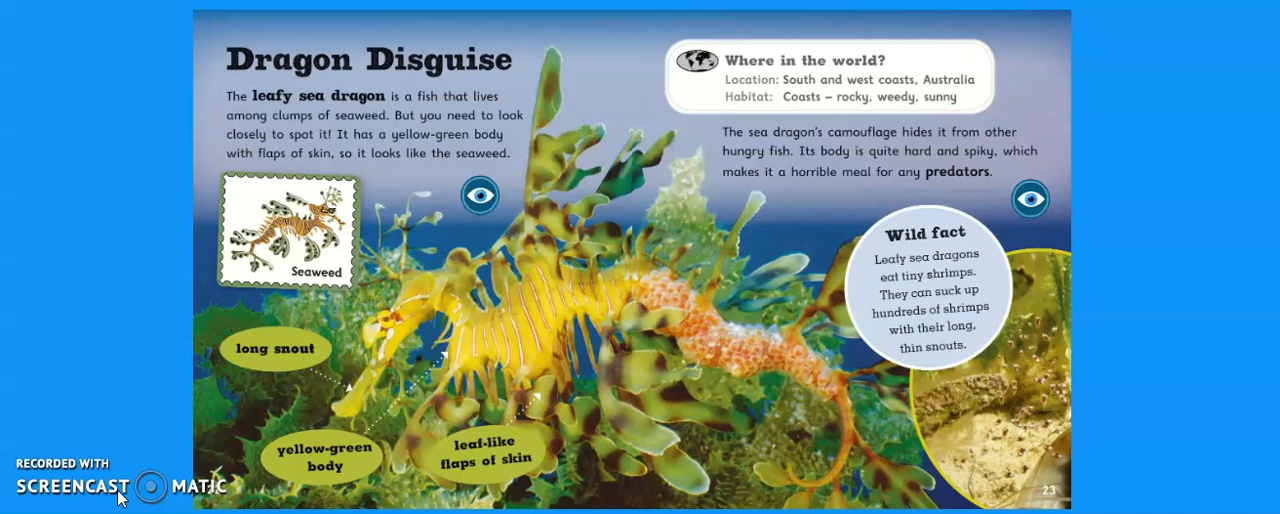 Dragon Disguise
The leafy sea dragon is a fish that lives
among clumps of seaweed. But you need to look
closely to spot it! It has a yellow-green body
with flaps of skin, so it looks like the seaweed.
Seaweed
Where in the world?
Location: South and west coasts, Australia
Habitat: Coasts – rocky, weedy, sunny
The sea dragon's camouflage hides it from other
hungry fish. Its body is quite hard and spiky, which
makes it a horrible meal for any predators.
Wild fact
Leafy sea dragons
eat tiny shrimps.
They can suck up
hundreds of shrimps
with their long,
thin snouts.
long snout
yellow-green
body
leaf-like
flaps of skin
23
RECORDED WITH
SCREENCAST MATIC